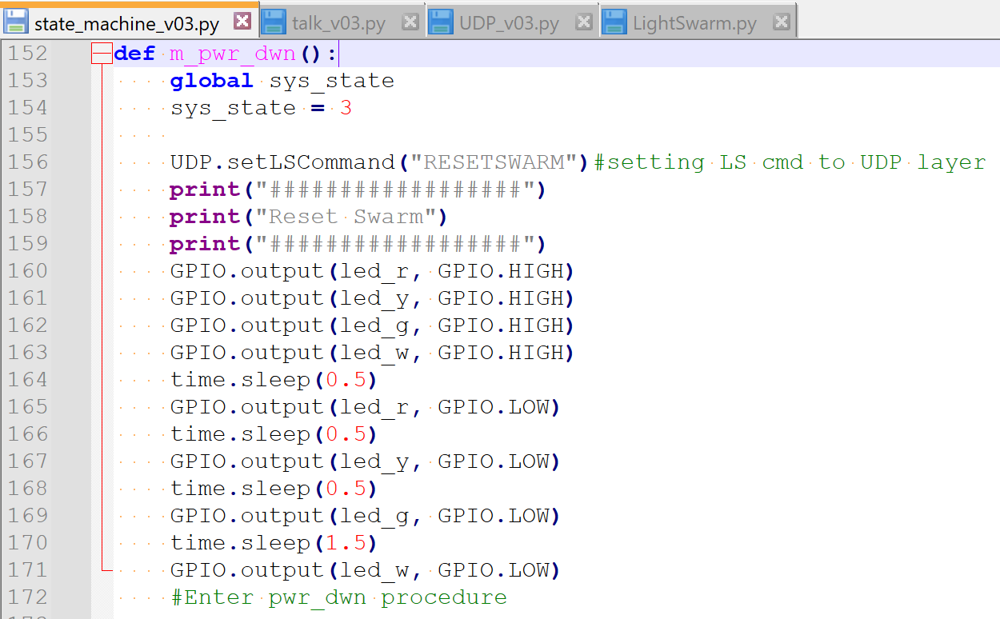 state_machine_v03.py talk_v03.py UDP_v03.py LightSwarm.py
152 def m_pwr_dwn():
153     global sys_state
154     sys_state = 3
155
156     UDP.setLSCommand("RESETSWARM")#setting LS cmd to UDP layer
157     print("##################")
158     print("Reset Swarm")
159     print("##################")
160     GPIO.output(led_r, GPIO.HIGH)
161     GPIO.output(led_y, GPIO.HIGH)
162     GPIO.output(led_g, GPIO.HIGH)
163     GPIO.output(led_w, GPIO.HIGH)
164     time.sleep(0.5)
165     GPIO.output(led_r, GPIO.LOW)
166     time.sleep(0.5)
167     GPIO.output(led_y, GPIO.LOW)
168     time.sleep(0.5)
169     GPIO.output(led_g, GPIO.LOW)
170     time.sleep(1.5)
171     GPIO.output(led_w, GPIO.LOW)
172     #Enter pwr_dwn procedure